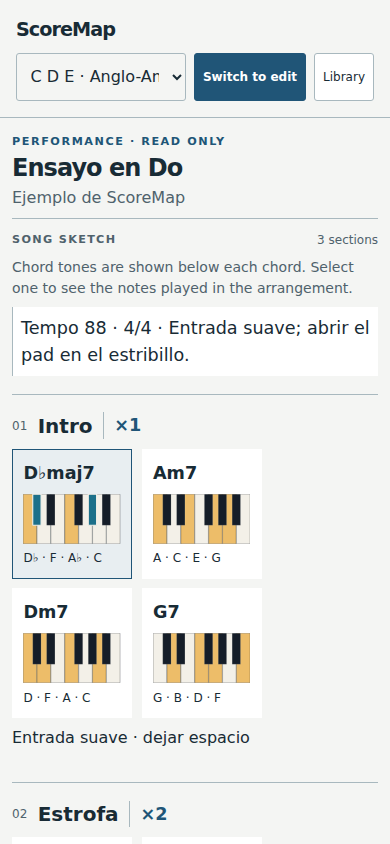 ScoreMap
C D E · Anglo-Ar
Switch to edit
Library
PERFORMANCE · READ ONLY
Ensayo en Do
Ejemplo de ScoreMap
SONG SKETCH
3 sections
Chord tones are shown below each chord. Select
one to see the notes played in the arrangement.
Tempo 88 · 4/4 · Entrada suave; abrir el
pad en el estribillo.
01 Intro ×1
D♭maj7
D♭ · F · A♭ · C
Am7
A · C · E · G
Dm7
D · F · A · C
G7
G · B · D · F
Entrada suave · dejar espacio
02 Estrofa ×2